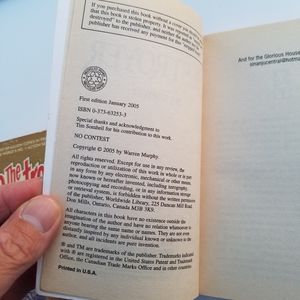 If you purchased this book without a cover you should
that this book is stolen property. It was reported
destroyed" to the publisher, and neither the
publisher has received any payment for this
First edition January 2005
ISBN 0-373-63253-3
Special thanks and acknowledgment to
Tim Somheil for his contribution to this work.
NO CONTEST
Copyright © 2005 by Warren Murphy.
All rights reserved. Except for use in any review, the
reproduction or utilization of this work in whole or in part
in any form by any electronic, mechanical or other means,
now known or hereafter invented, including xerography,
photocopying and recording, or in any information storage
or retrieval system, is forbidden without the written permission
of the publisher, Worldwide Library, 225 Duncan Mill Road,
Don Mills, Ontario, Canada M3B 3K9.
All characters in this book have no existence outside the
imagination of the author and have no relation whatsoever to
anyone bearing the same name or names. They are not even
distantly inspired by any individual known or unknown to the
author, and all incidents are pure invention.
® and TM are trademarks of the publisher. Trademarks indicated
with ® are registered in the United States Patent and Trademark
Office, the Canadian Trade Marks Office and in other countries.
Printed in U.S.A.
And for the Glorious House
sinanjucentral@hotm